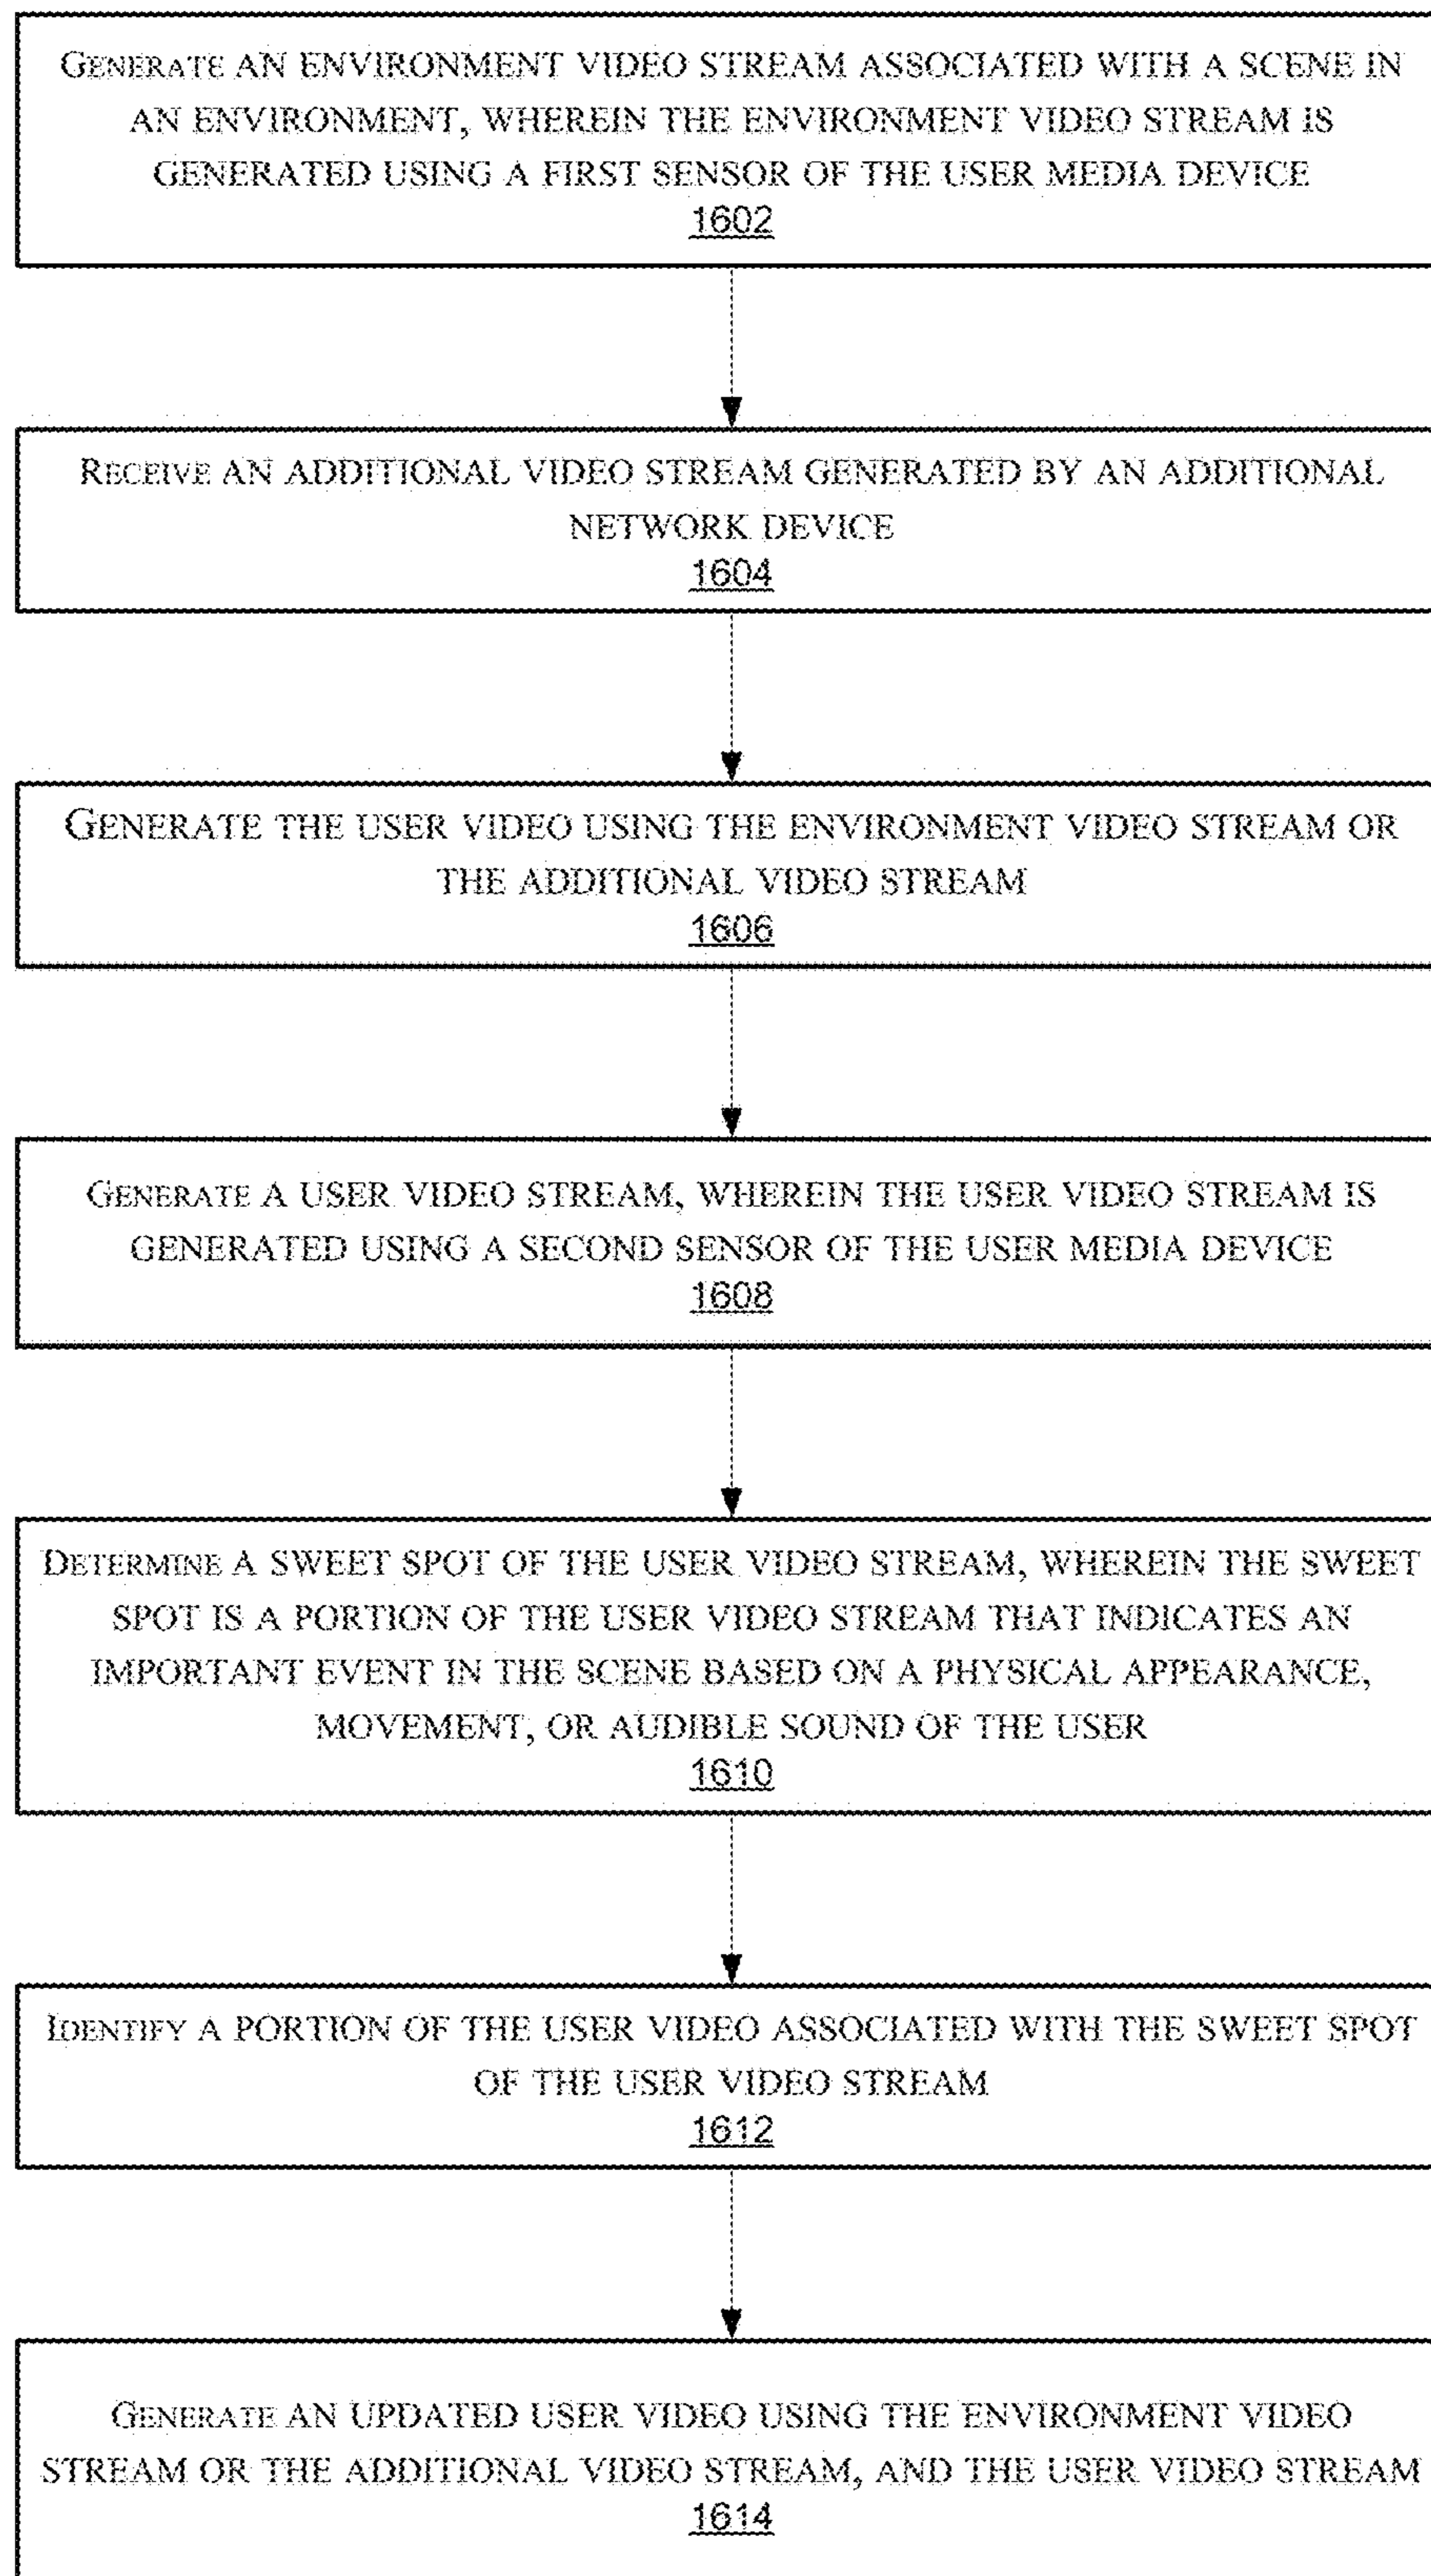 GENERATE AN ENVIRONMENT VIDEO STREAM ASSOCIATED WITH A SCENE IN
AN ENVIRONMENT, WHEREIN THE ENVIRONMENT VIDEO STREAM IS
GENERATED USING A FIRST SENSOR OF THE USER MEDIA DEVICE
1602
RECEIVE AN ADDITIONAL VIDEO STREAM GENERATED BY AN ADDITIONAL
NETWORK DEVICE
1604
GENERATE THE USER VIDEO USING THE ENVIRONMENT VIDEO STREAM OR
THE ADDITIONAL VIDEO STREAM
1606
GENERATE A USER VIDEO STREAM, WHEREIN THE USER VIDEO STREAM IS
GENERATED USING A SECOND SENSOR OF THE USER MEDIA DEVICE
1608
DETERMINE A SWEET SPOT OF THE USER VIDEO STREAM, WHEREIN THE SWEET
SPOT IS A PORTION OF THE USER VIDEO STREAM THAT INDICATES AN
IMPORTANT EVENT IN THE SCENE BASED ON A PHYSICAL APPEARANCE,
MOVEMENT, OR AUDIBLE SOUND OF THE USER
1610
IDENTIFY A PORTION OF THE USER VIDEO ASSOCIATED WITH THE SWEET SPOT
OF THE USER VIDEO STREAM
1612
GENERATE AN UPDATED USER VIDEO USING THE ENVIRONMENT VIDEO
STREAM OR THE ADDITIONAL VIDEO STREAM, AND THE USER VIDEO STREAM
1614